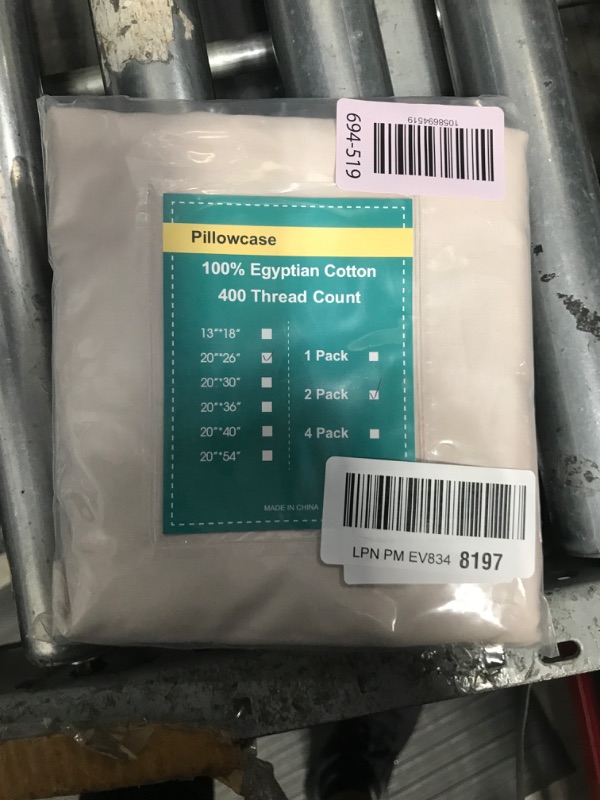 694-519
1058694519
Pillowcase
100% Egyptian Cotton
400 Thread Count
13"*18"
20"*26"
20"*30"
20"*36"
20"*40"
20"*54"
1 Pack
2 Pack
4 Pack
MADE IN CHINA
LPN PM EV834 8197